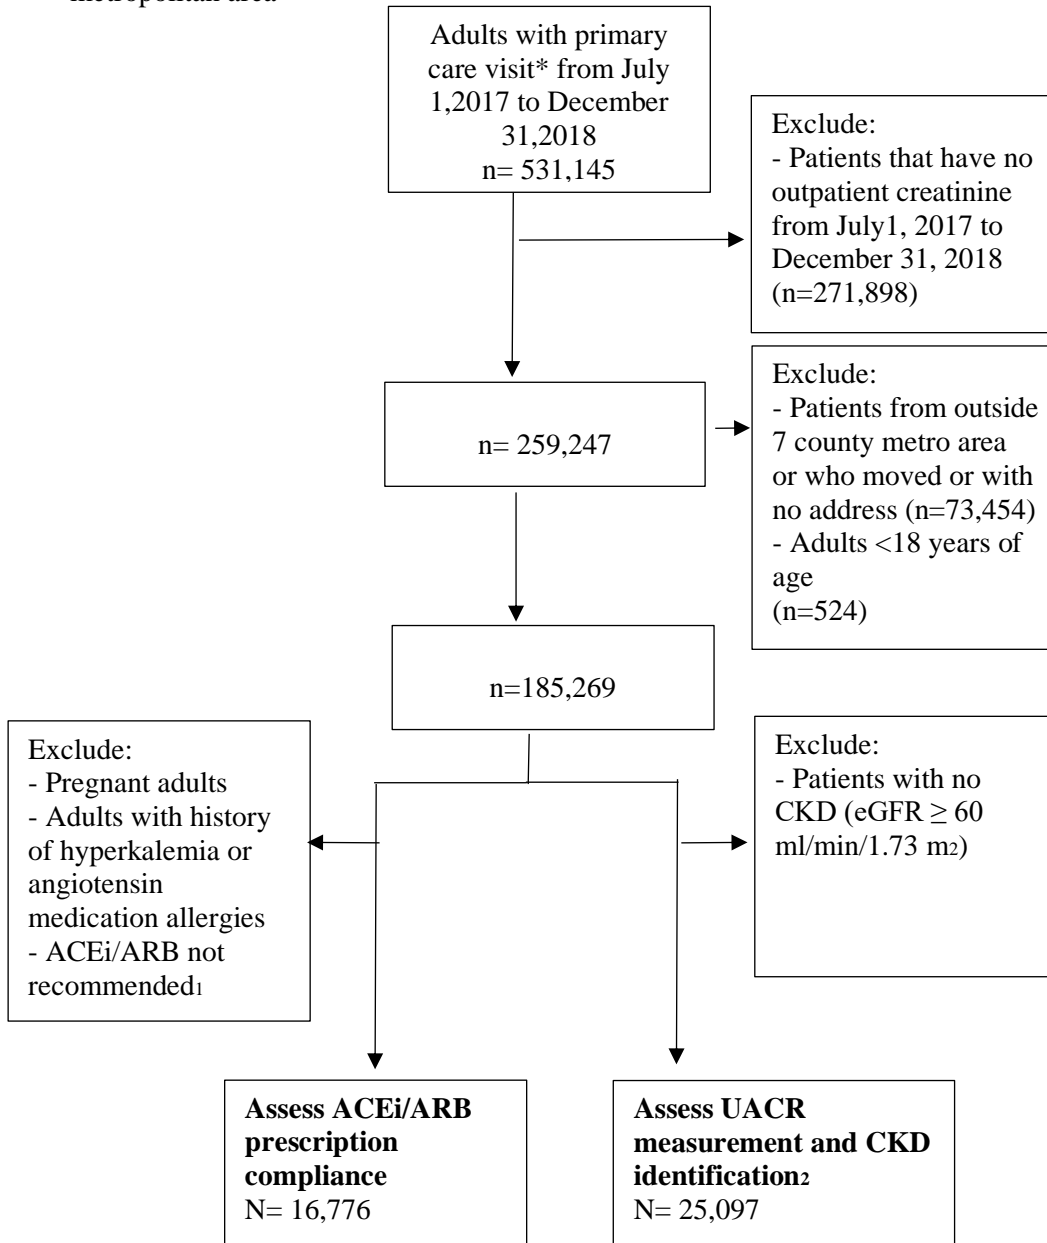 metropolitan area
Adults with primary
care visit* from July
1,2017 to December
31,2018
n= 531,145
Exclude:
- Patients that have no
outpatient creatinine
from July1, 2017 to
December 31, 2018
(n=271,898)
n= 259,247
Exclude:
- Patients from outside
7 county metro area
or who moved or with
no address (n=73,454)
- Adults <18 years of
age
(n=524)
n=185,269
Exclude:
- Pregnant adults
- Adults with history
of hyperkalemia or
angiotensin
medication allergies
- ACEi/ARB not
recommended1
Exclude:
- Patients with no
CKD (eGFR ≥ 60
ml/min/1.73 m2)
Assess ACEi/ARB
prescription
compliance
N= 16,776
Assess UACR
measurement and CKD
identification2
N= 25,097